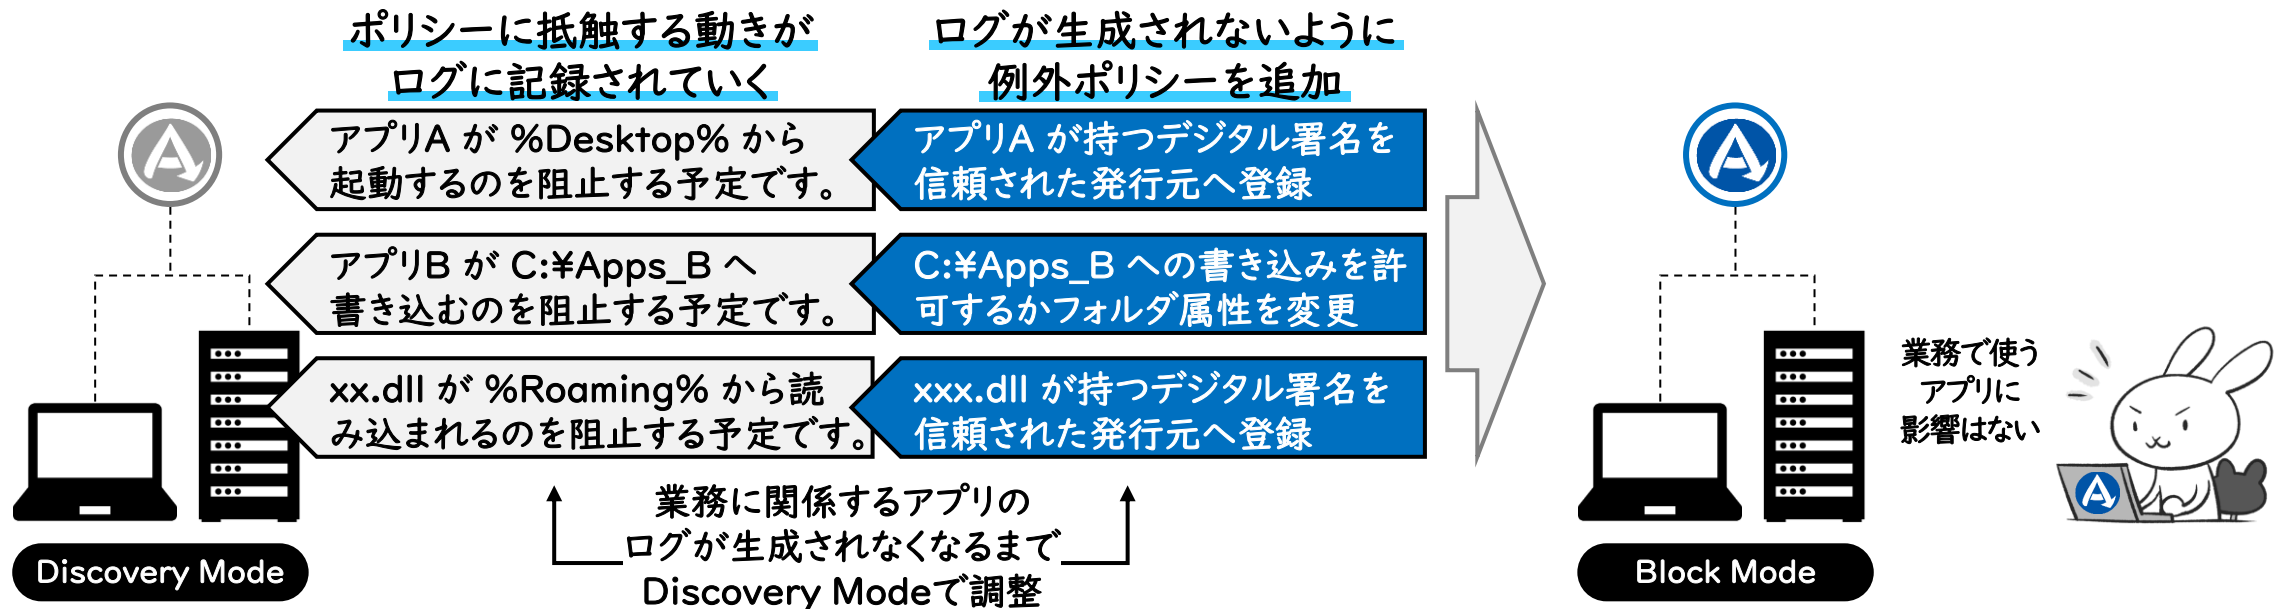 ポリシーに抵触する動きが
ログに記録されていく
ログが生成されないように
例外ポリシーを追加
アプリA が %Desktop% から
起動するのを阻止する予定です。
アプリA が持つデジタル署名を
信頼された発行元へ登録
アプリB が C:¥Apps_B へ
書き込むのを阻止する予定です。
C:¥Apps_B への書き込みを許
可するかフォルダ属性を変更
xx.dll が %Roaming% から読
み込まれるのを阻止する予定です。
xxx.dll が持つデジタル署名を
信頼された発行元へ登録
業務に関係するアプリの
ログが生成されなくなるまで
Discovery Modeで調整
Discovery Mode
業務で使う
アプリに
影響はない
Block Mode